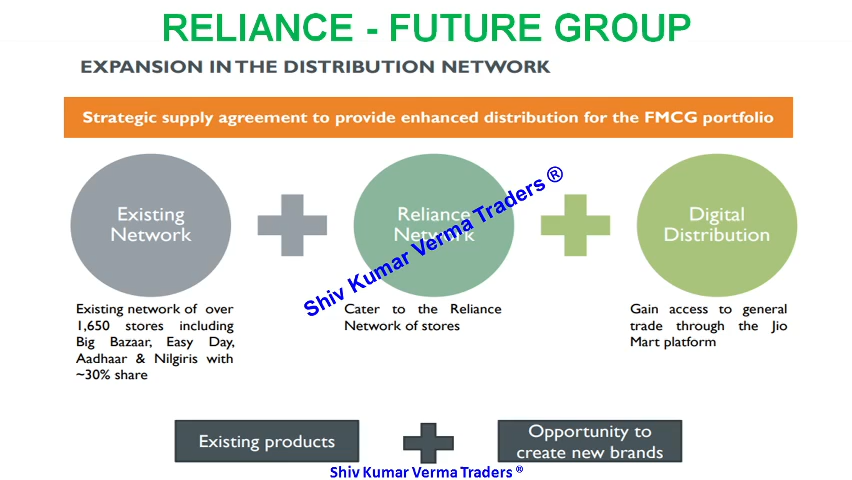 RELIANCE - FUTURE GROUP
EXPANSION IN THE DISTRIBUTION NETWORK
Strategic supply agreement to provide enhanced distribution for the FMCG portfolio
Existing
Network
Reliance
Network
Digital
Distribution
Shiv Kumar Verma Traders ®
Existing network of over
1,650 stores including
Big Bazaar, Easy Day,
Aadhaar & Nilgiris with
~30% share
Cater to the Reliance
Network of stores
Gain access to general
trade through the Jio
Mart platform
Existing products
Opportunity to
create new brands
Shiv Kumar Verma Traders ®